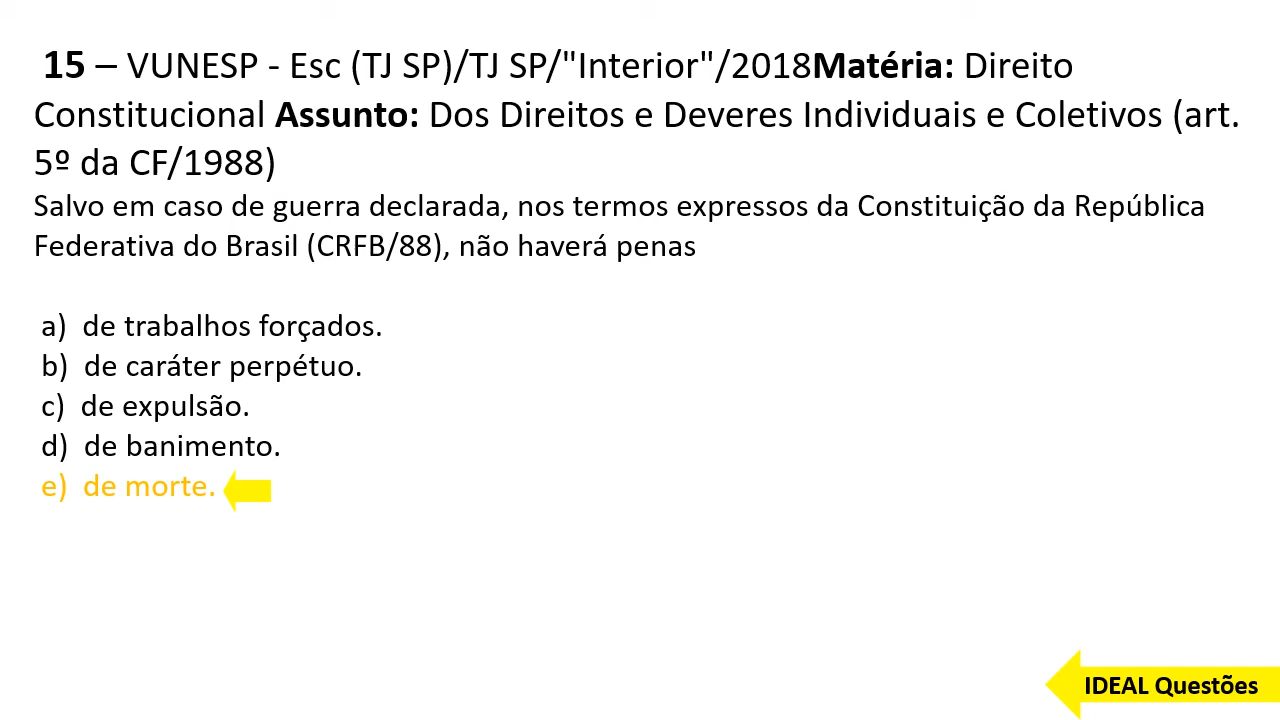 15 – VUNESP - Esc (TJ SP)/TJ SP/"Interior"/2018Matéria: Direito
Constitucional Assunto: Dos Direitos e Deveres Individuais e Coletivos (art.
5º da CF/1988)
Salvo em caso de guerra declarada, nos termos expressos da Constituição da República
Federativa do Brasil (CRFB/88), não haverá penas
a) de trabalhos forçados.
b) de caráter perpétuo.
c) de expulsão.
d) de banimento.
e) de morte.
IDEAL Questões